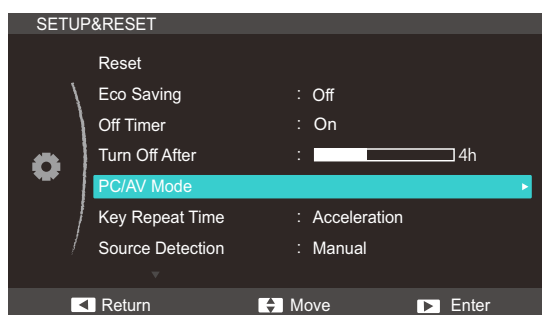 SETUP&RESET
Reset
Eco Saving : Off
Off Timer : On
Turn Off After : 4h
PC/AV Mode
Key Repeat Time : Acceleration
Source Detection : Manual
Return Move Enter